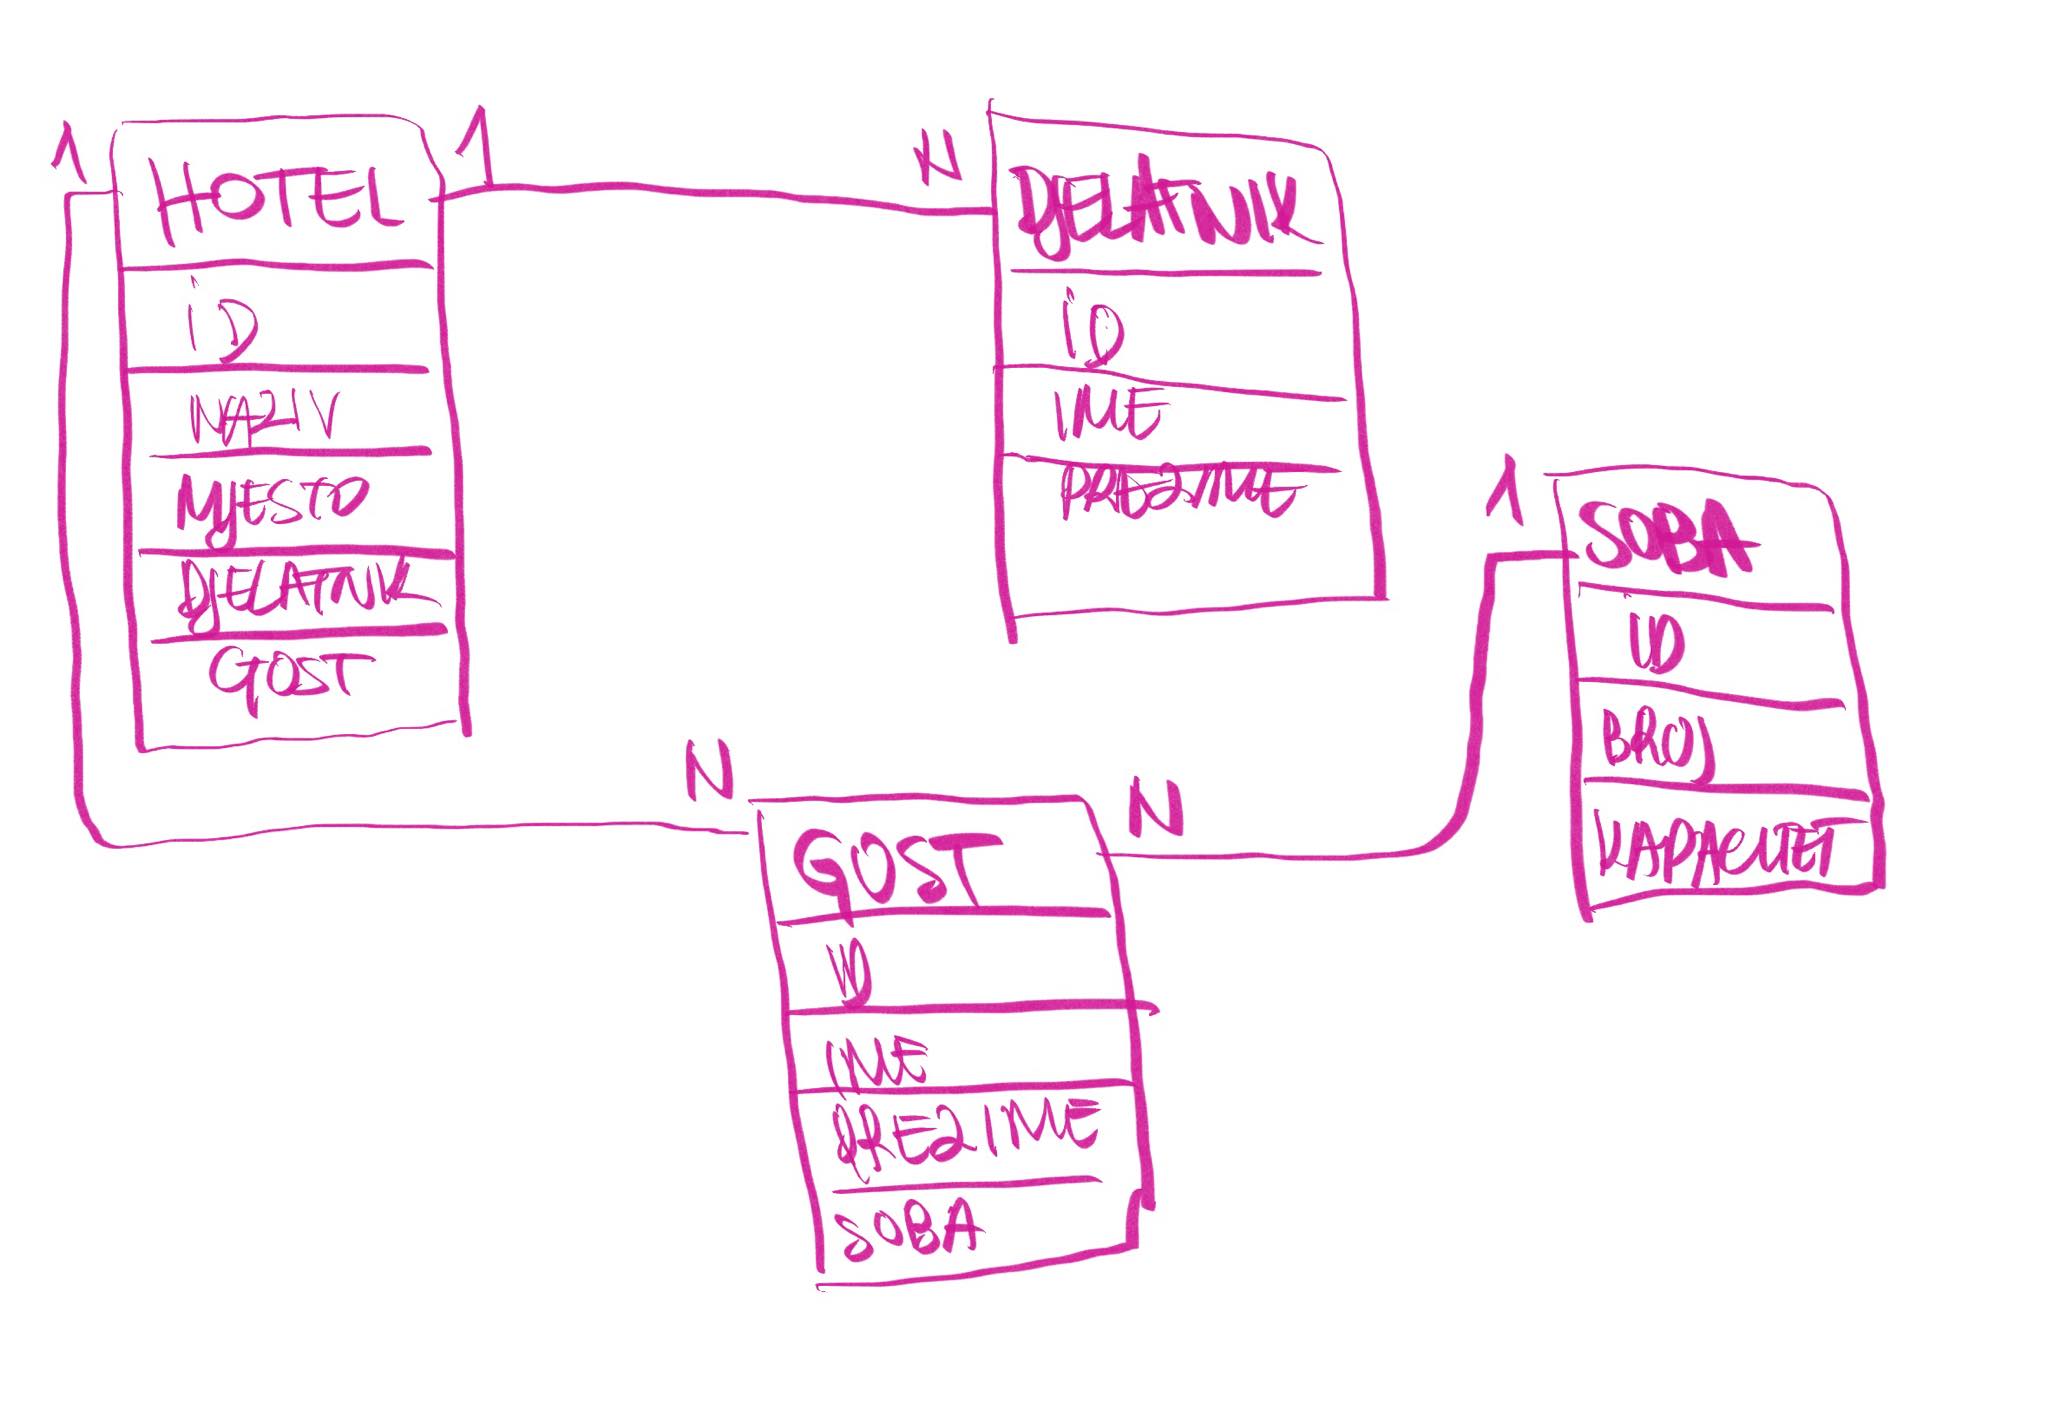 1
HOTEL
1
ID
NAZIV
MJESTO
DJELATNIK
GOST
N
DJELATNIK
ID
IME
PREZIME
1
SOBA
ID
BROJ
KAPACITET
N
GOST
N
ID
IME
PREZIME
SOBA